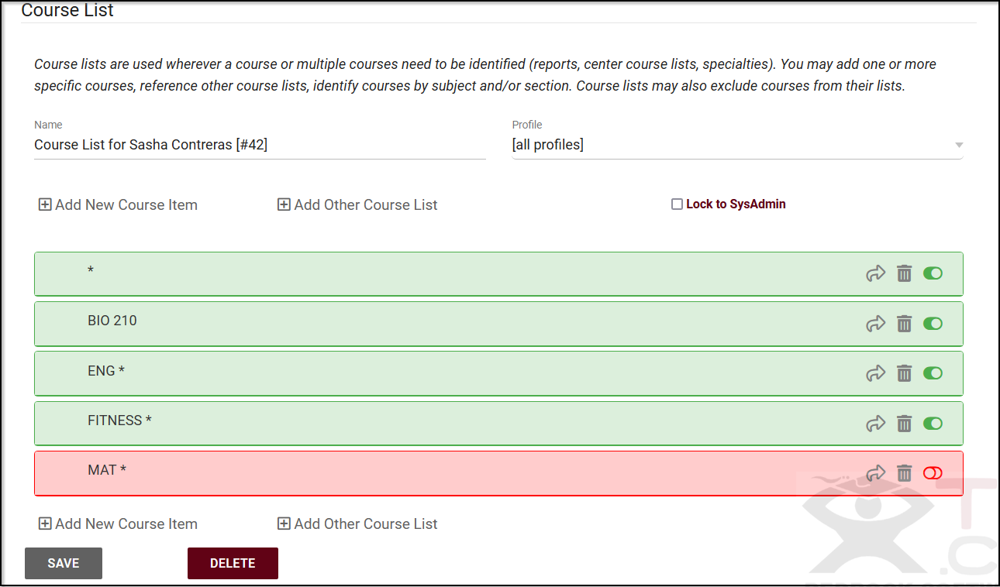 Course List
Course lists are used wherever a course or multiple courses need to be identified (reports, center course lists, specialties). You may add one or more
specific courses, reference other course lists, identify courses by subject and/or section. Course lists may also exclude courses from their lists.
Name
Profile
Course List for Sasha Contreras [#42]
[all profiles]
Add New Course Item
Add Other Course List
Lock to SysAdmin
*
BIO 210
ENG *
FITNESS *
MAT *
Add New Course Item
Add Other Course List
SAVE
DELETE
T
.C